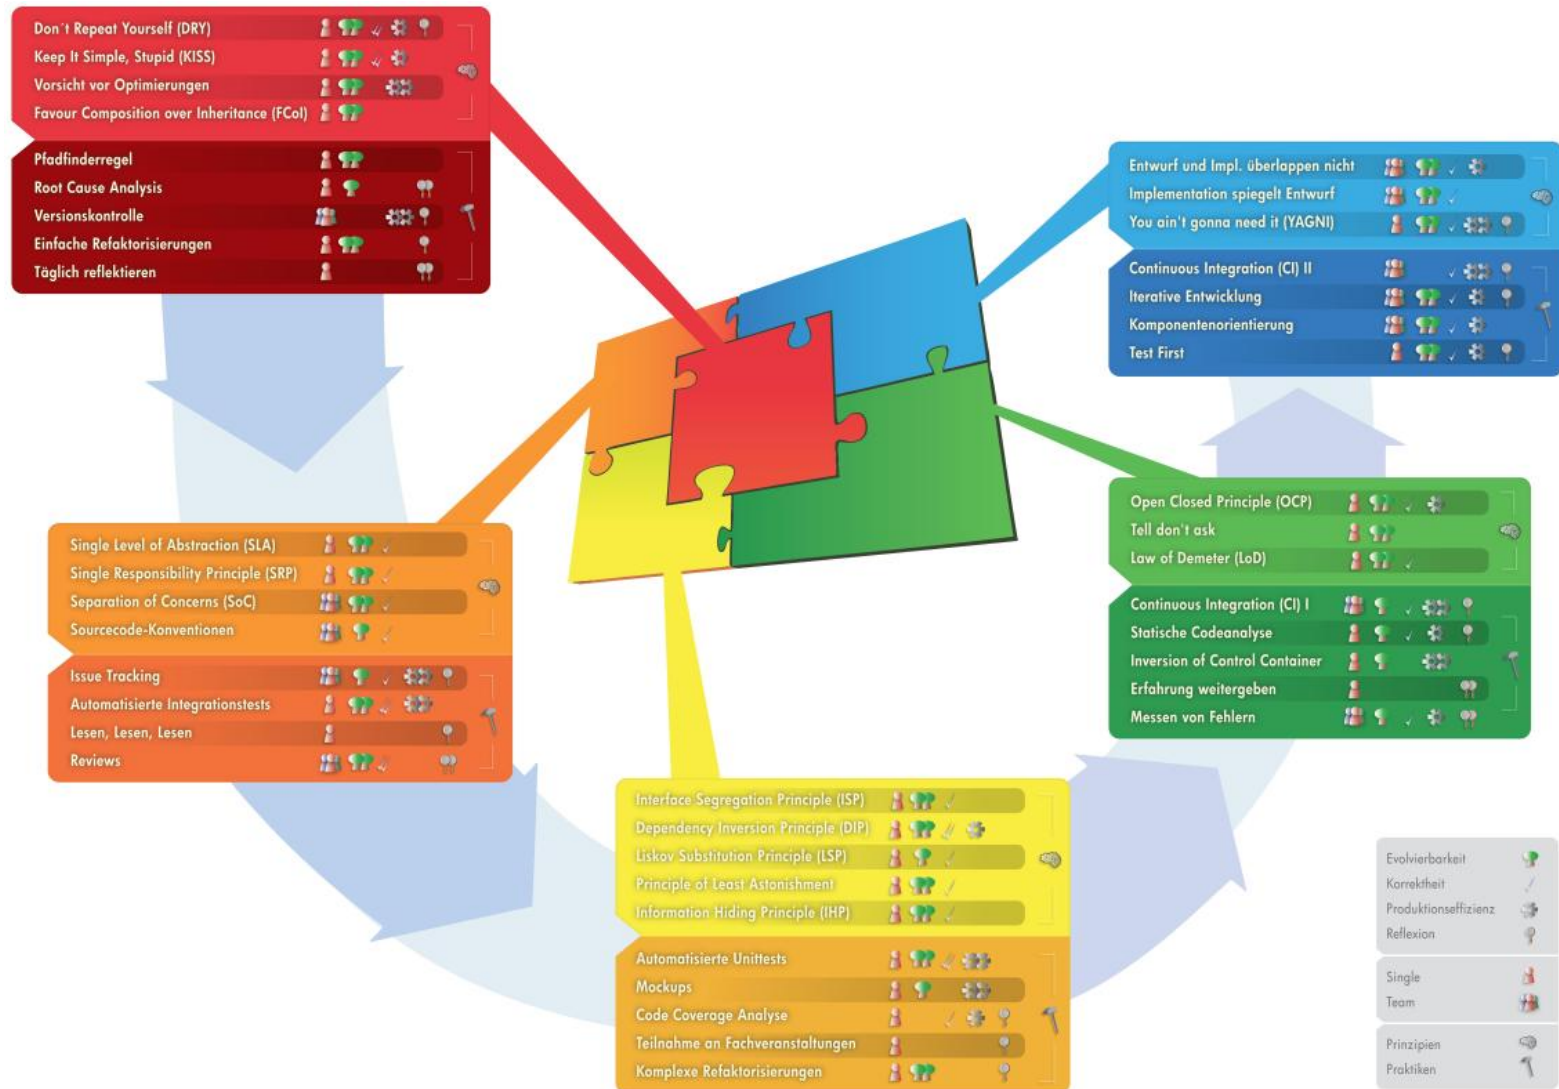 Don´t Repeat Yourself (DRY)
Keep It Simple, Stupid (KISS)
Vorsicht vor Optimierungen
Favour Composition over Inheritance (FCoI)
Pfadfinderregel
Root Cause Analysis
Versionskontrolle
Einfache Refaktorisierungen
Täglich reflektieren
Single Level of Abstraction (SLA)
Single Responsibility Principle (SRP)
Separation of Concerns (SoC)
Sourcecode-Konventionen
Issue Tracking
Automatisierte Integrationstests
Lesen, Lesen, Lesen
Reviews
Interface Segregation Principle (ISP)
Dependency Inversion Principle (DIP)
Liskov Substitution Principle (LSP)
Principle of Least Astonishment
Information Hiding Principle (IHP)
Automatisierte Unittests
Mockups
Code Coverage Analyse
Teilnahme an Fachveranstaltungen
Komplexe Refaktorisierungen
Open Closed Principle (OCP)
Tell don't ask
Law of Demeter (LoD)
Continuous Integration (CI) I
Statische Codeanalyse
Inversion of Control Container
Erfahrung weitergeben
Messen von Fehlern
Entwurf und Impl. überlappen nicht
Implementation spiegelt Entwurf
You ain't gonna need it (YAGNI)
Continuous Integration (CI) II
Iterative Entwicklung
Komponentenorientierung
Test First
Evolvierbarkeit
Korrektheit
Produktionseffizienz
Reflexion
Single
Team
Prinzipien
Praktiken